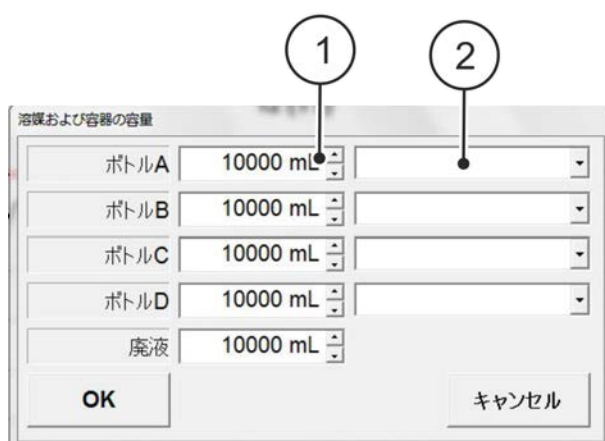 1 2
溶媒および容器の容量
ボトルA 10000 mL
ボトルB 10000 mL
ボトルC 10000 mL
ボトルD 10000 mL
廃液 10000 mL
OK キャンセル